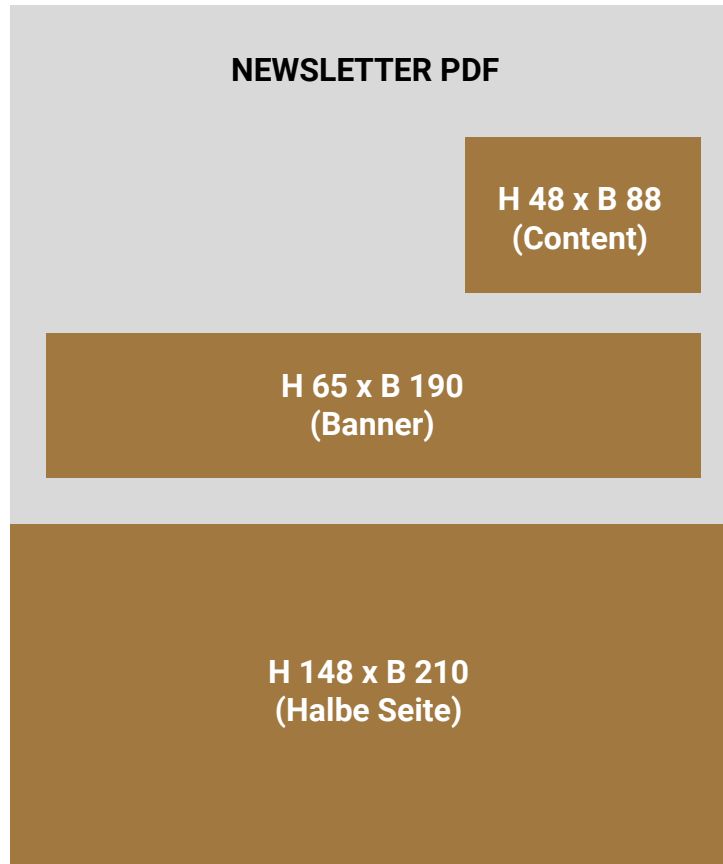 NEWSLETTER PDF
H 48 x B 88
(Content)
H 65 x B 190
(Banner)
H 148 x B 210
(Halbe Seite)